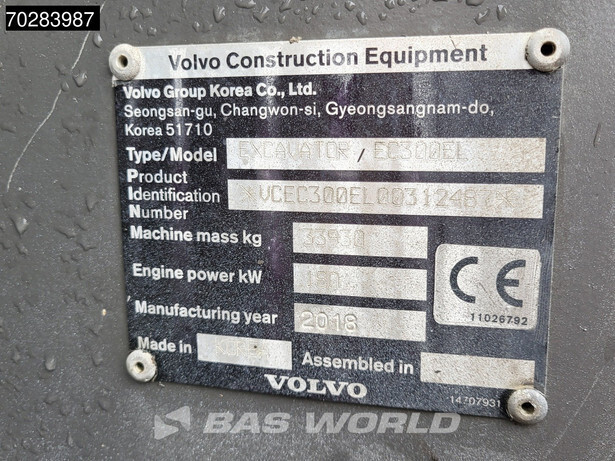 70283987
Volvo Construction Equipment
Volvo Group Korea Co., Ltd.
Seongsan-gu, Changwon-si, Gyeongsangnam-do,
Korea 51710
Type/Model EXCAVATOR / EC300EL
Product
Identification
Number
Machine mass kg 33930
Engine power kW
Manufacturing year 2018
Made in
Assembled in
CE
11026792
VOLVO
14707931
BAS WORLD